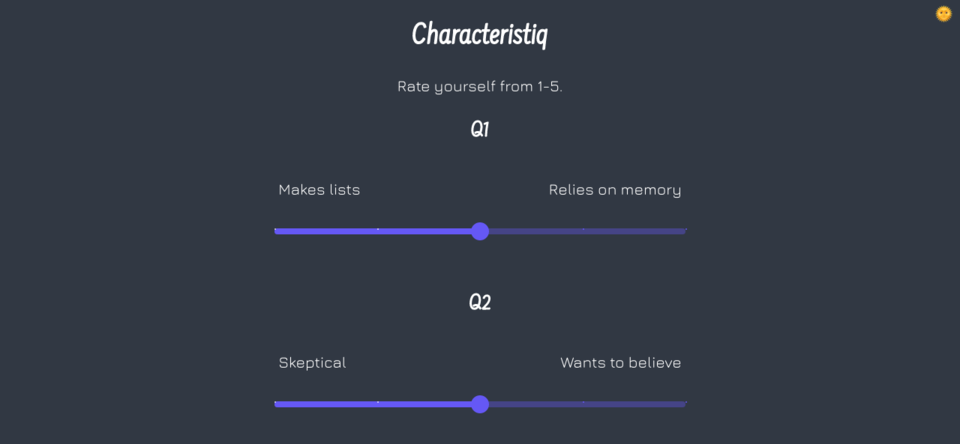 Characteristiq
Rate yourself from 1-5.
Q1
Makes lists Relies on memory
Q2
Skeptical Wants to believe